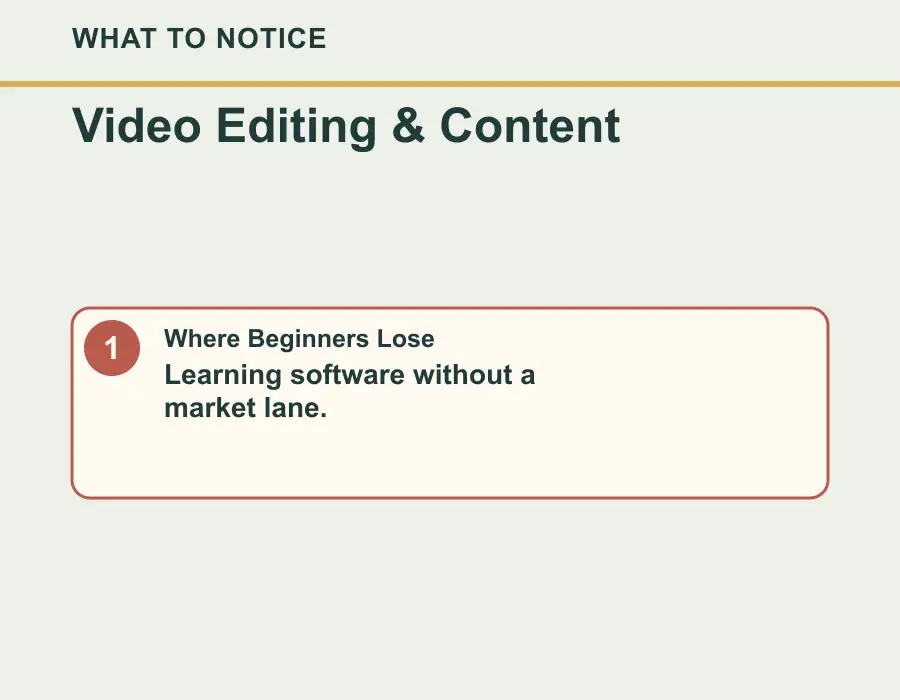 WHAT TO NOTICE
Video Editing & Content
1
Where Beginners Lose
Learning software without a
market lane.